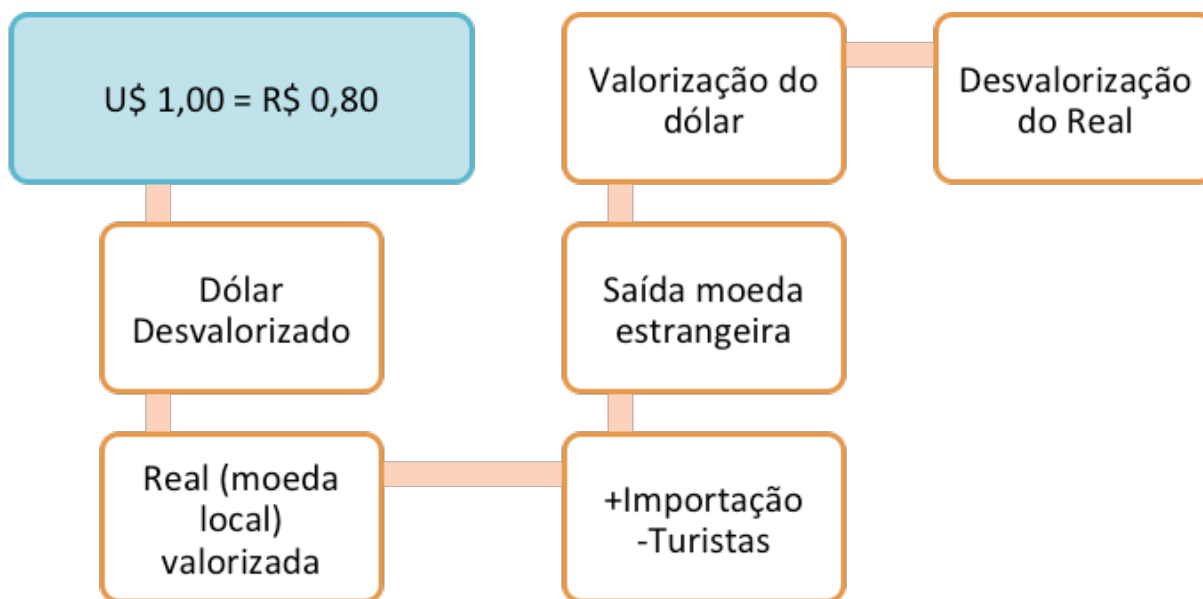 U$ 1,00 = R$ 0,80
Dólar
Desvalorizado
Real (moeda
local)
valorizada
+Importação
-Turistas
Saída moeda
estrangeira
Valorização do
dólar
Desvalorização
do Real